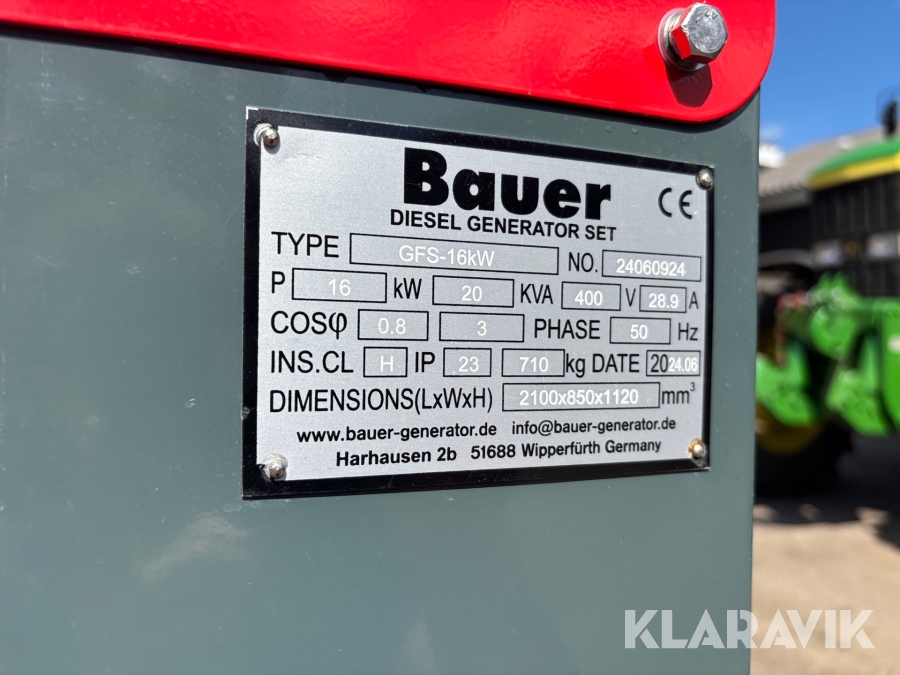 Bauer CE
DIESEL GENERATOR SET
TYPE GFS-16kW NO. 24060924
P 16 kW 20 KVA 400 V 28.9 A
COSφ 0.8 3 PHASE 50 Hz
INS.CL H IP 23 710 kg DATE 2024.06
DIMENSIONS(LxWxH) 2100x850x1120 mm³
www.bauer-generator.de info@bauer-generator.de
Harhausen 2b 51688 Wipperfürth Germany
KLARAVIK